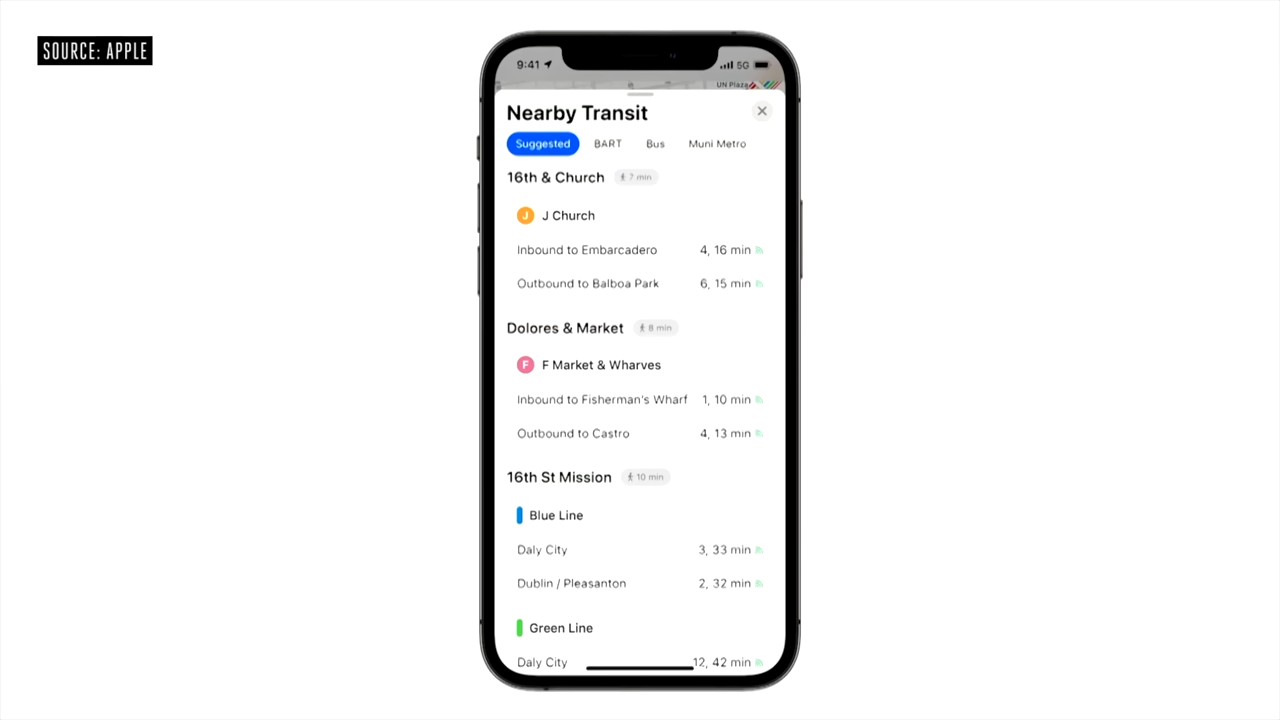 SOURCE: APPLE
9:41 5G
UN Plaza
Nearby Transit
Suggested BART Bus Muni Metro
16th & Church 7 min
J J Church
Inbound to Embarcadero 4, 16 min
Outbound to Balboa Park 6, 15 min
Dolores & Market 8 min
F F Market & Wharves
Inbound to Fisherman's Wharf 1, 10 min
Outbound to Castro 4, 13 min
16th St Mission 10 min
Blue Line
Daly City 3, 33 min
Dublin / Pleasanton 2, 32 min
Green Line
Daly City 12, 42 min